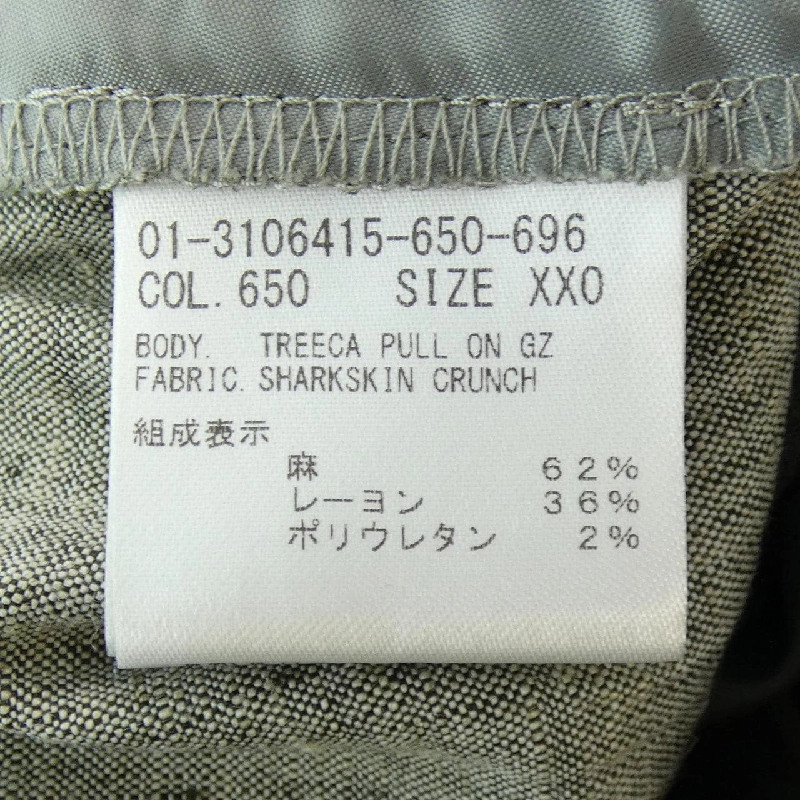 01-3106415-650-696
COL. 650 SIZE XXO
BODY. TREECA PULL ON GZ
FABRIC. SHARKSKIN CRUNCH
組成表示
麻 62%
レーヨン 36%
ポリウレタン 2%